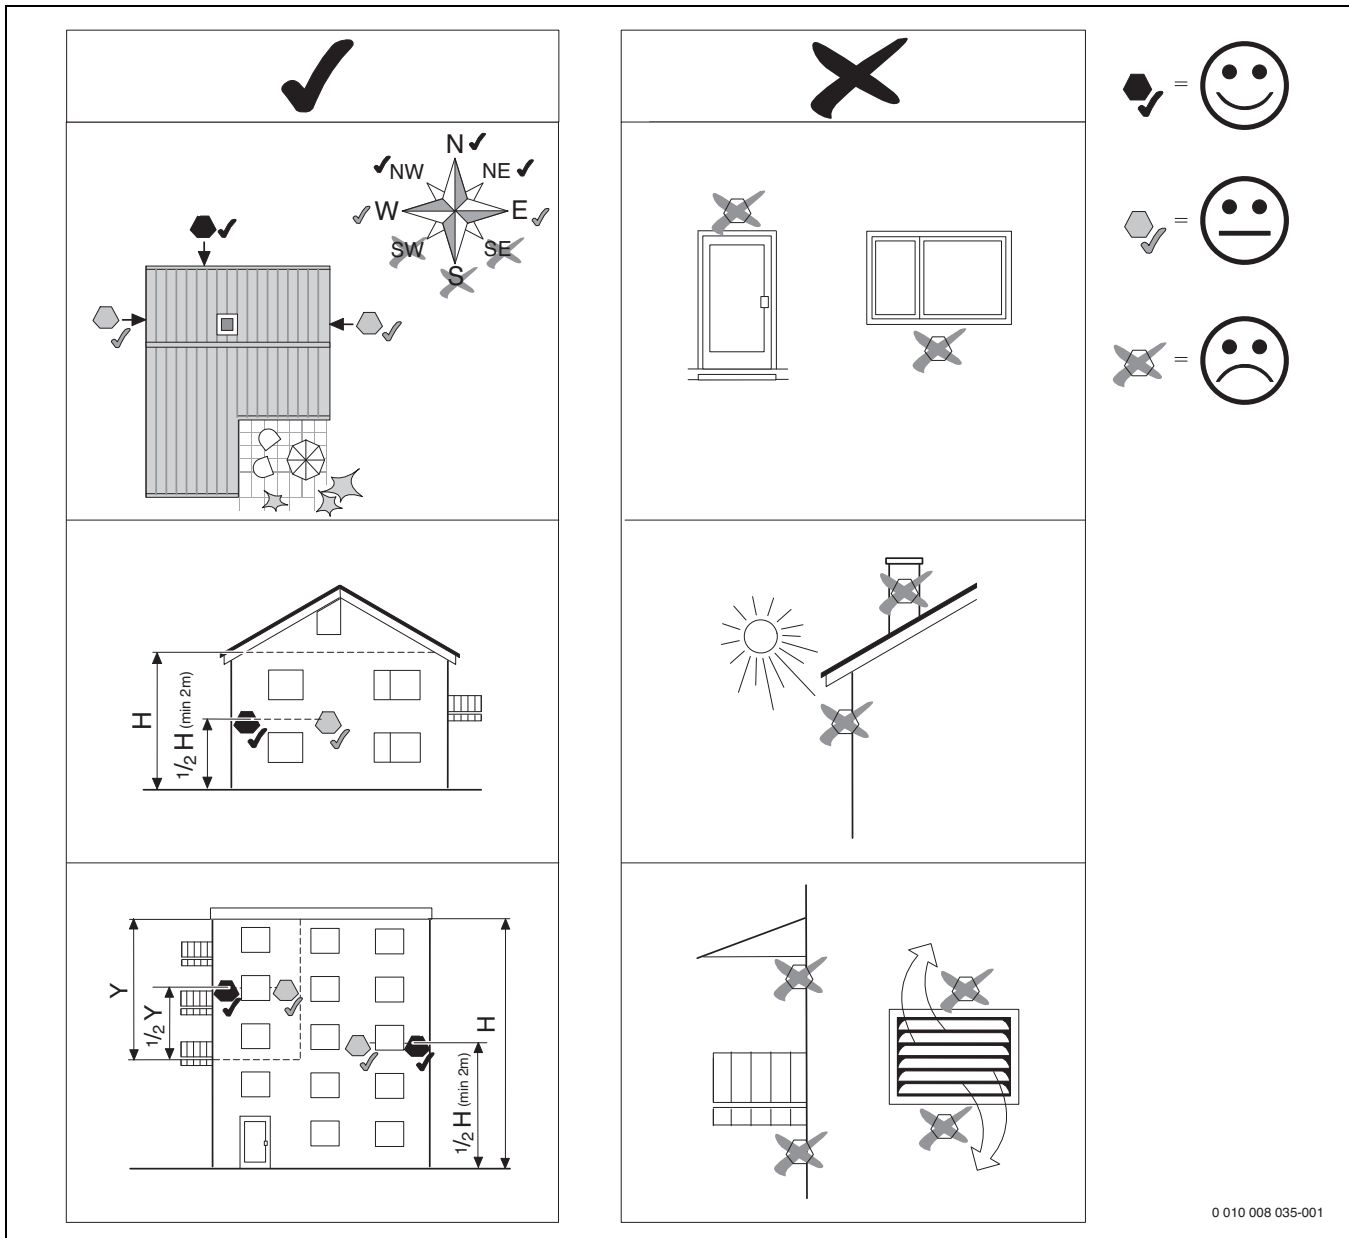 N
NW
NE
W
E
SW
SE
S
=
=
=
H
1/2 H (min 2m)
Y
1/2 Y
H
1/2 H (min 2m)
0 010 008 035-001